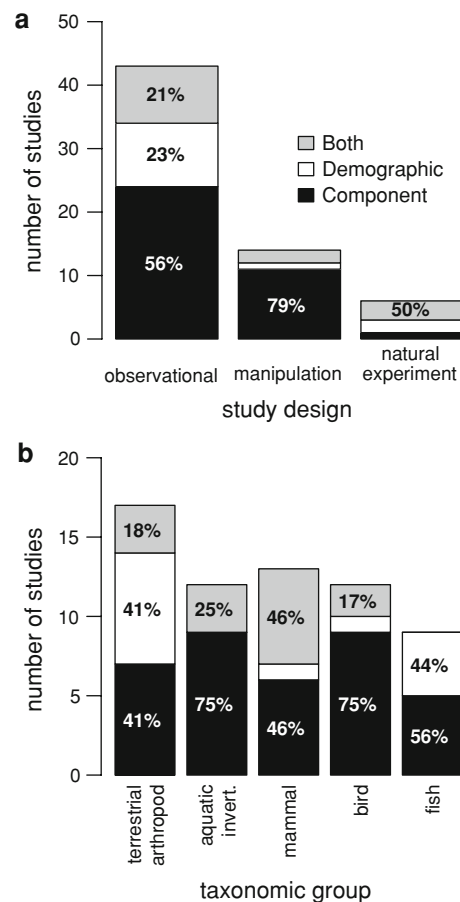 a
number of studies
50
40
30
20
10
0
21%
23%
56%
79%
50%
Both
Demographic
Component
observational
manipulation
natural
experiment
study design
b
number of studies
20
15
10
5
0
18%
41%
41%
25%
75%
46%
46%
17%
75%
44%
56%
terrestrial
arthropod
aquatic
invert.
mammal
bird
fish
taxonomic group